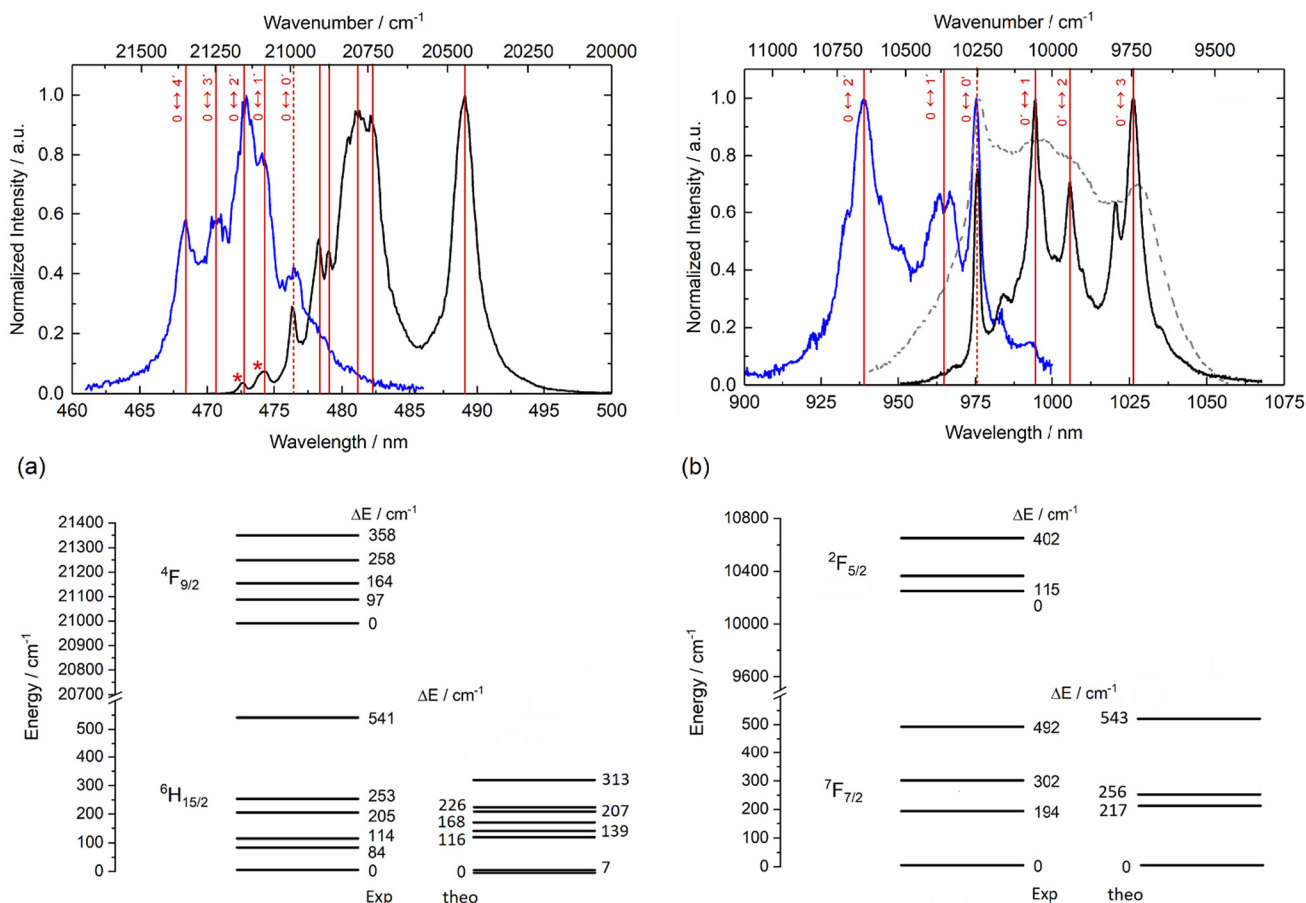 Wavenumber / cm-1
21500 21250 21000 20750 20500 20250 20000
Normalized Intensity / a.u.
1.0
0.8
0.6
0.4
0.2
0.0
0 ↔ 4´
0 ↔ 3´
0 ↔ 2´
0 ↔ 1´
0 ↔ 0´
* *
460 465 470 475 480 485 490 495 500
Wavelength / nm
(a)
Wavenumber / cm-1
11000 10750 10500 10250 10000 9750 9500
Normalized Intensity / a.u.
1.0
0.8
0.6
0.4
0.2
0.0
0 ↔ 2´
0 ↔ 1´
0 ↔ 0´
0´ ↔ 1
0´ ↔ 2
0´ ↔ 3
900 925 950 975 1000 1025 1050 1075
Wavelength / nm
(b)
Energy / cm-1
21400
21300
21200
21100
21000
20900
20800
20700
500
400
300
200
100
0
ΔE / cm-1
4F9/2
358
258
164
97
0
ΔE / cm-1
6H15/2
541
253
205
114
84
0
313
226
207
168
139
116
0
7
Exp theo
Energy / cm-1
10800
10400
10000
9600
500
400
300
200
100
0
ΔE / cm-1
2F5/2
402
115
0
ΔE / cm-1
7F7/2
492
302
194
0
543
256
217
0
Exp theo